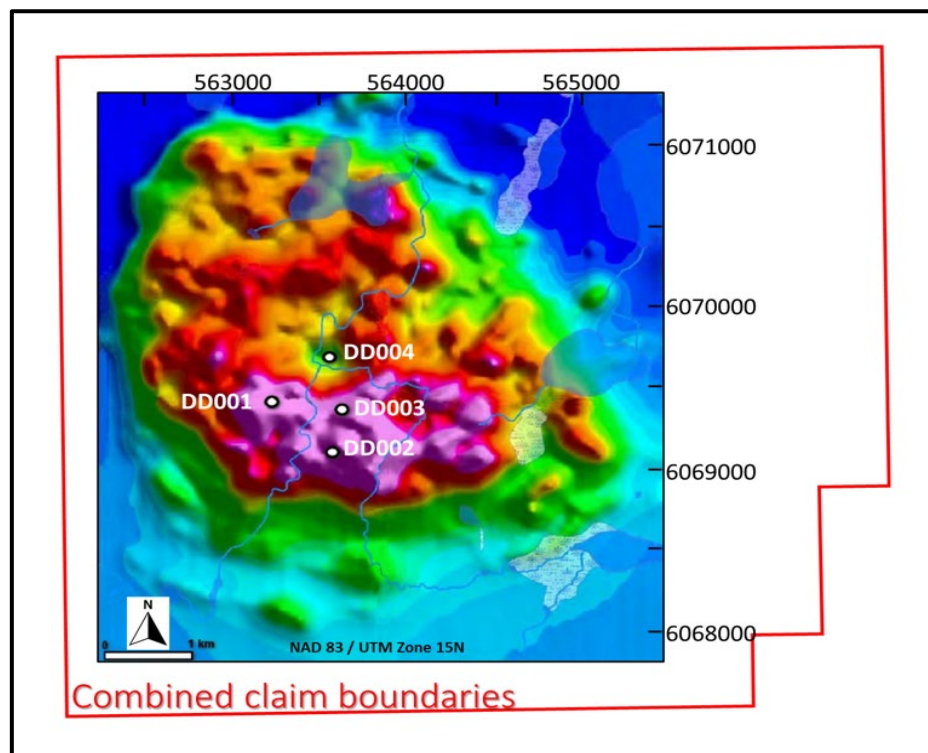 563000 564000 565000
6071000
6070000
DD004
DD001
DD003
DD002
6069000
6068000
N
0 1 km
NAD 83 / UTM Zone 15N
Combined claim boundaries